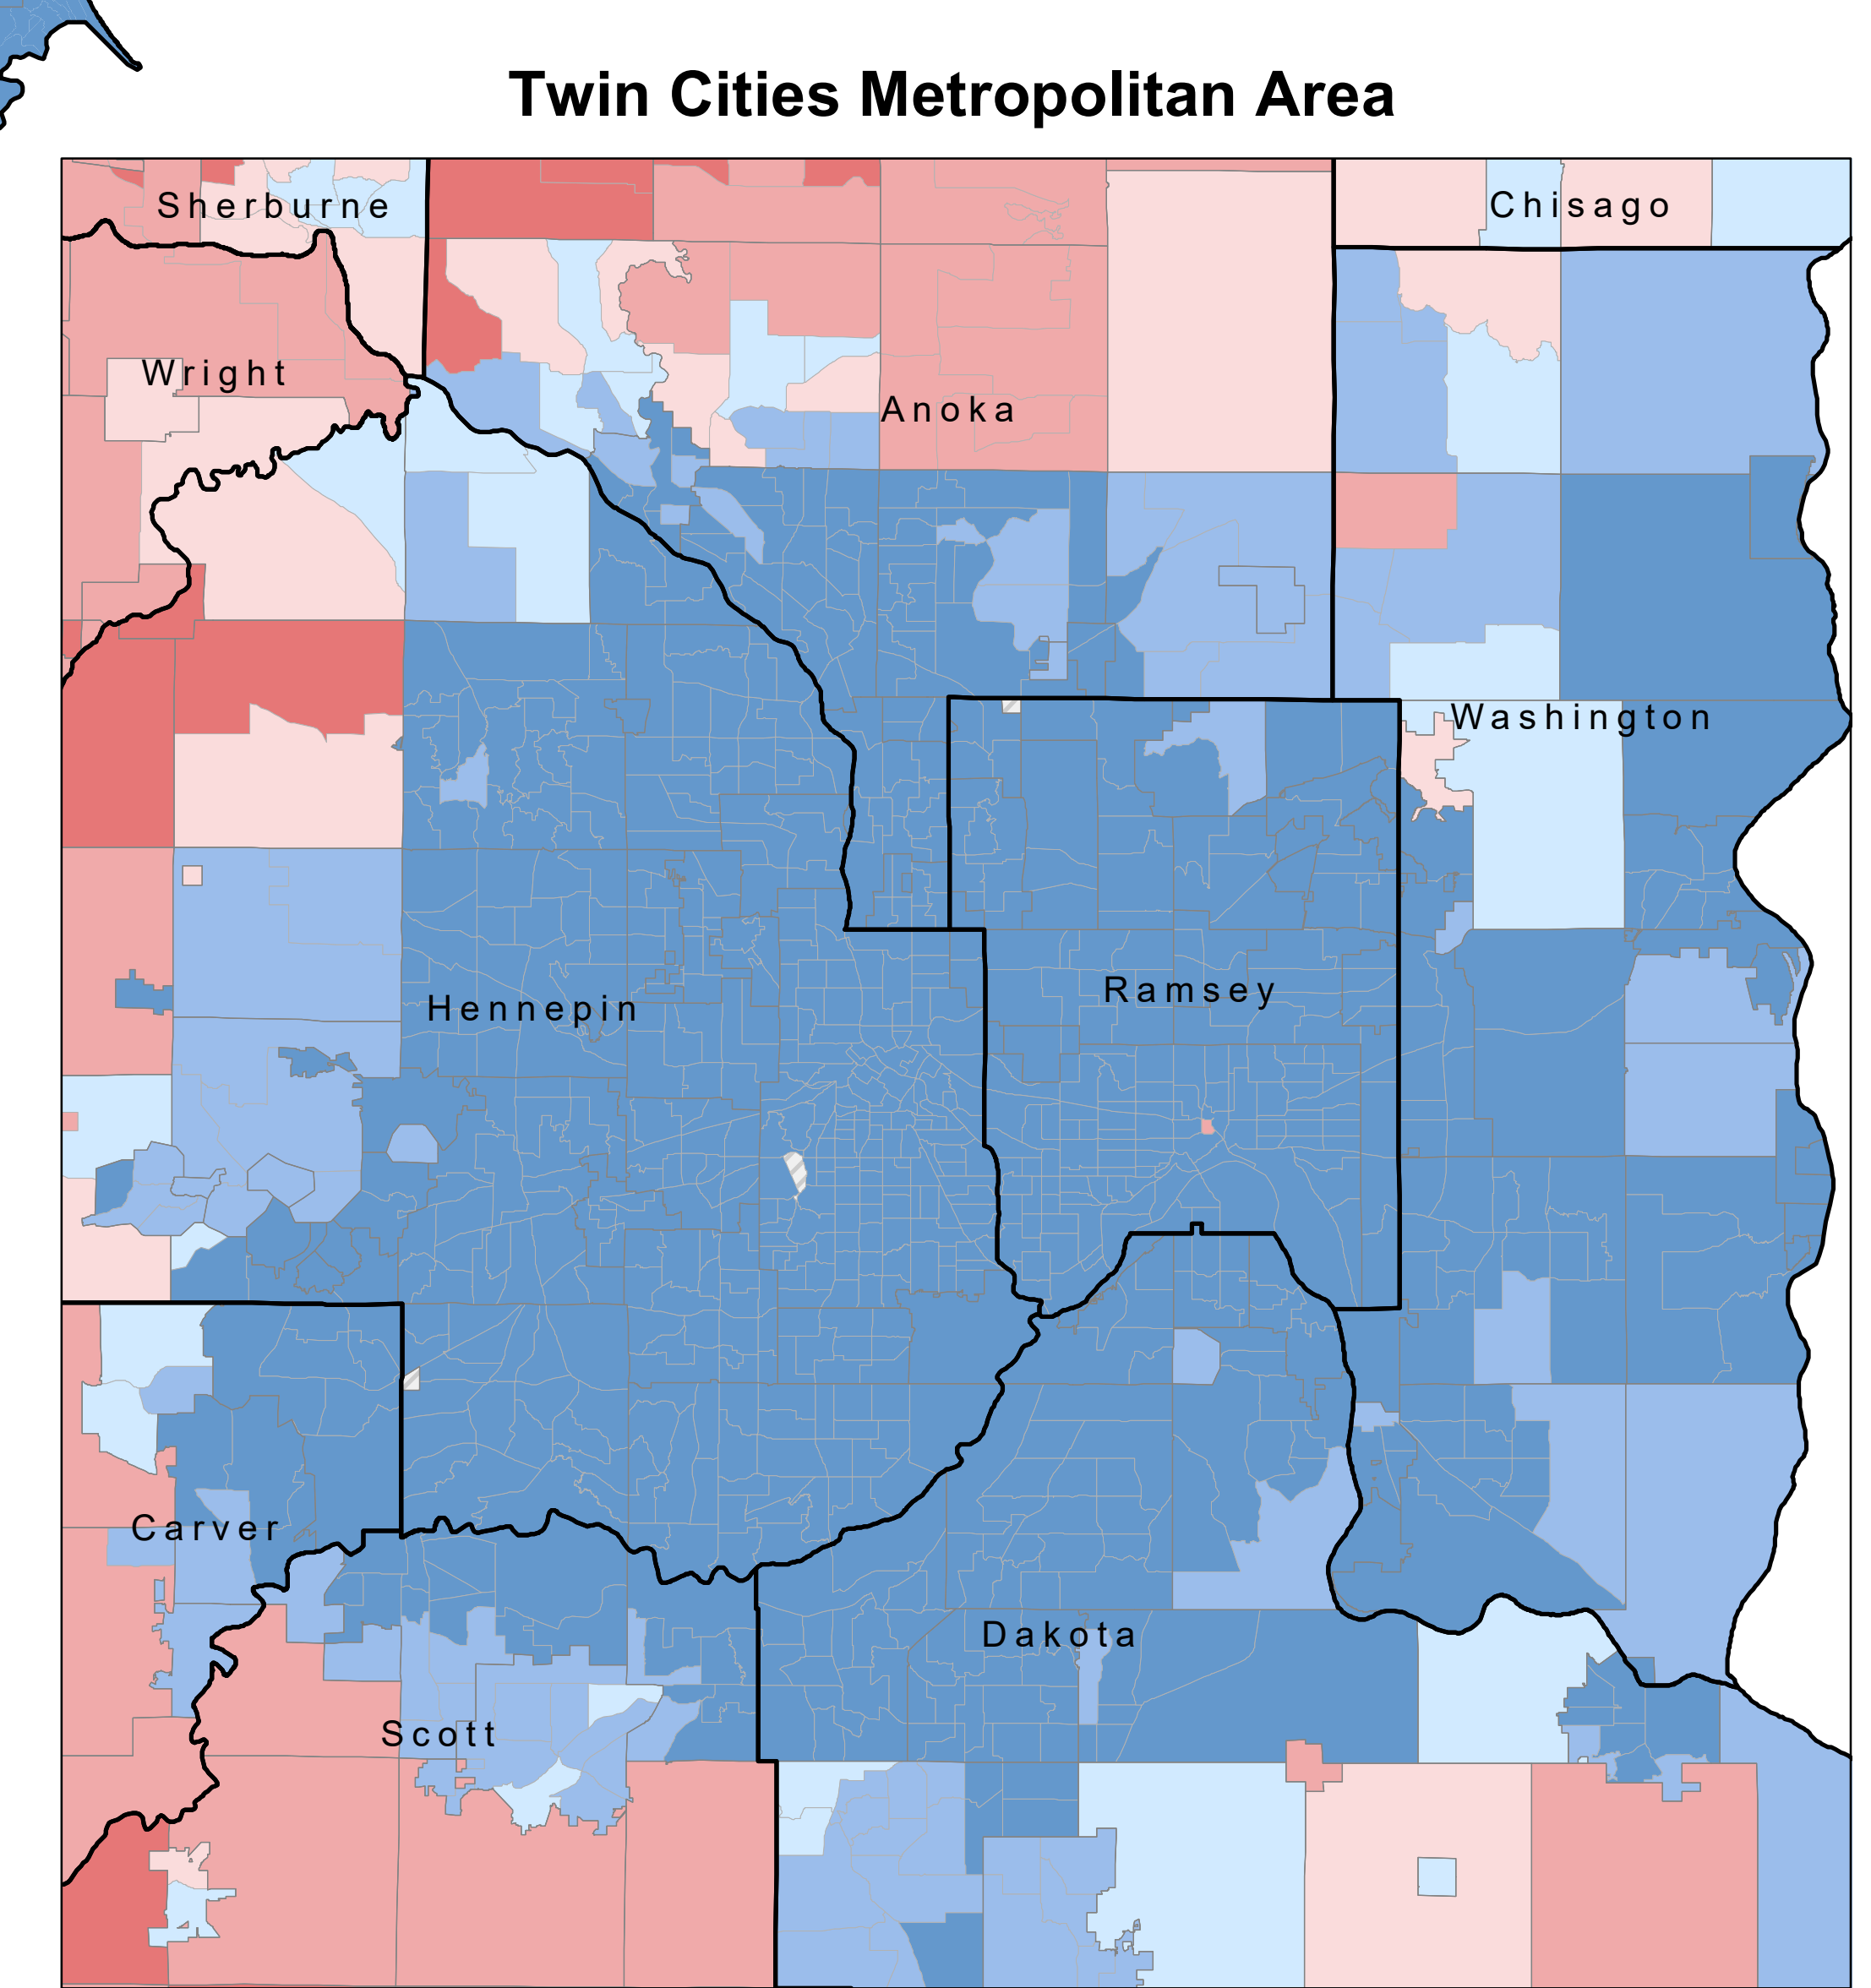 Twin Cities Metropolitan Area
Sherburne
Chisago
Wright
Anoka
Washington
Hennepin
Ramsey
Carver
Dakota
Scott